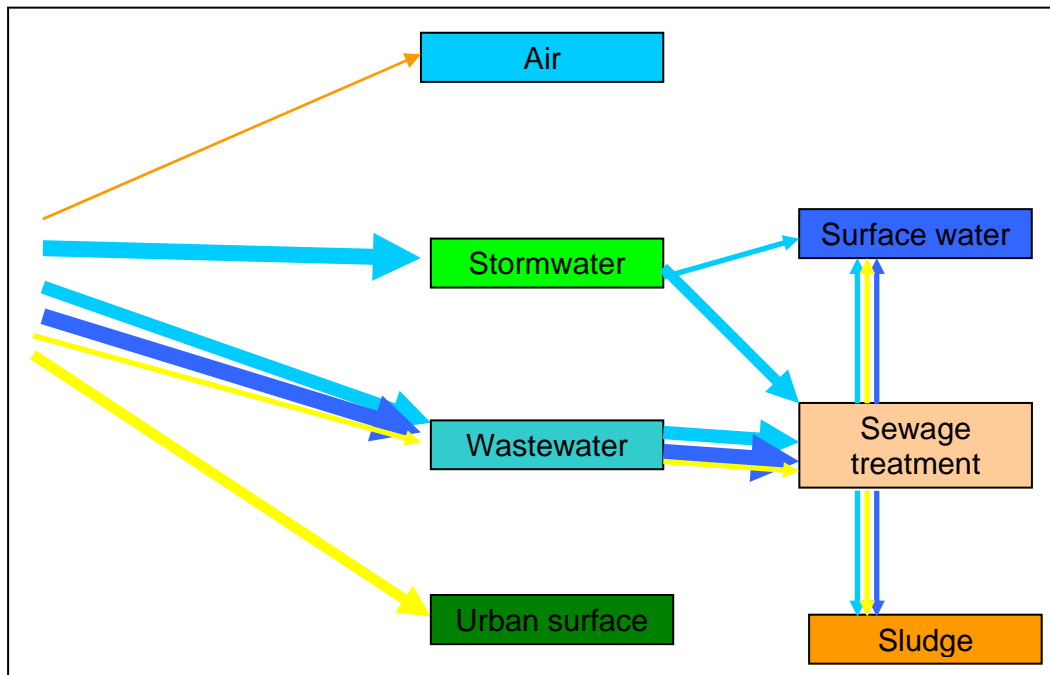 Air
Surface water
Stormwater
Sewage
treatment
Wastewater
Urban surface
Sludge